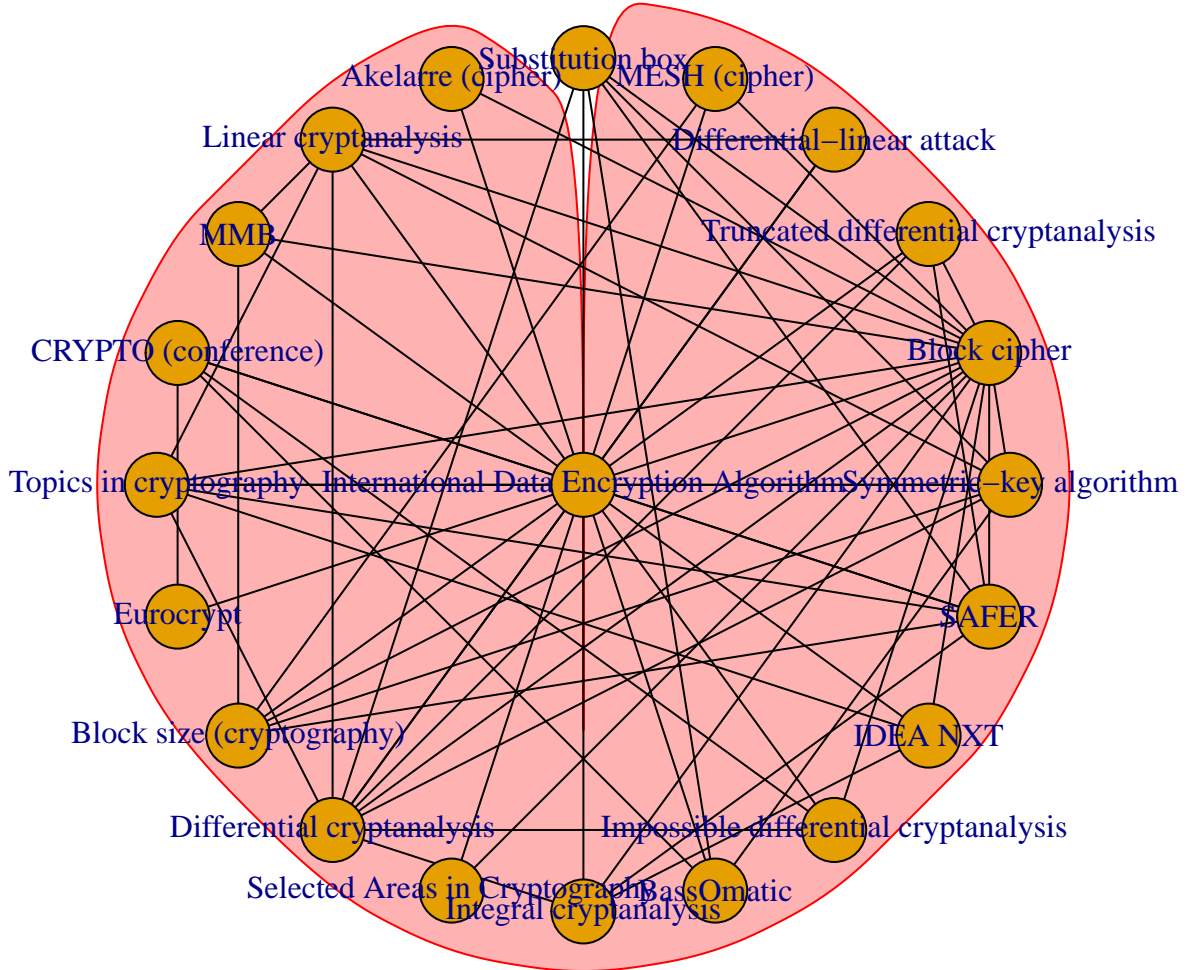 Substitution box
Akelarre (cipher)
MESH (cipher)
Linear cryptanalysis
Differential−linear attack
MMB
Truncated differential cryptanalysis
CRYPTO (conference)
Block cipher
Topics in cryptography
International Data Encryption Algorithm
Symmetric−key algorithm
Eurocrypt
SAFER
Block size (cryptography)
IDEA NXT
Differential cryptanalysis
Impossible differential cryptanalysis
Selected Areas in Cryptography
BassOmatic
Integral cryptanalysis